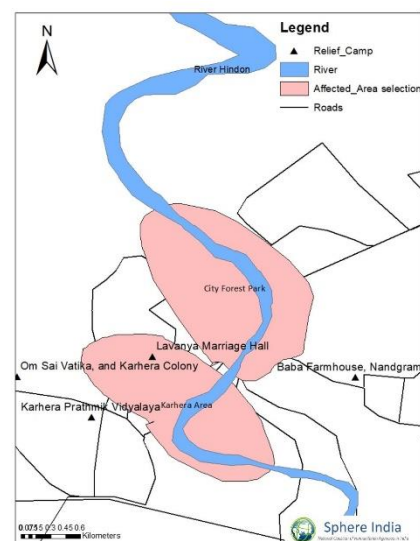 N
Legend
Relief_Camp
River
Affected_Area selection
Roads
River Hindon
City Forest Park
Lavanya Marriage Hall
Om Sai Vatika, and Karhera Colony
Baba Farmhouse, Nandgram
Karhera Prathmik Vidyalaya
Karhera Area
Kilometers
Sphere India